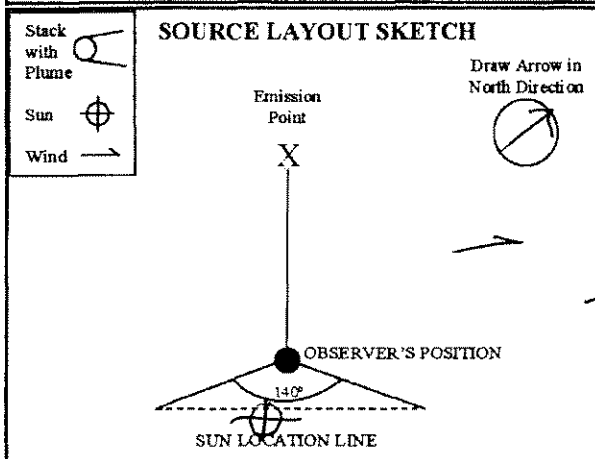 SOURCE LAYOUT SKETCH
Stack
with
Plume
Sun
Wind
Emission
Point
X
Draw Arrow in
North Direction
OBSERVER'S POSITION
140°
SUN LOCATION LINE